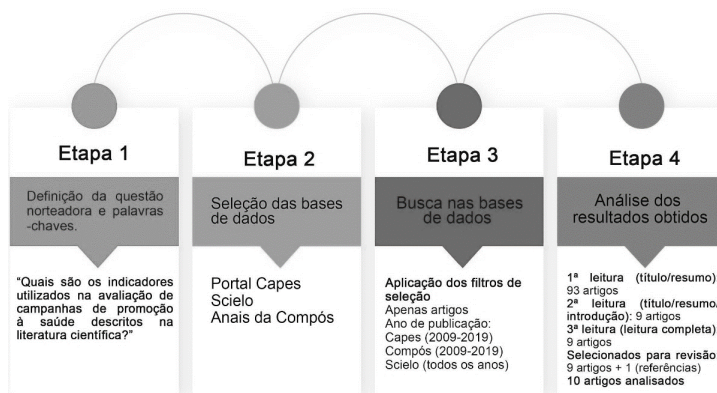 Etapa 1
Definição da questão
norteadora e palavras
-chaves.
"Quais são os indicadores
utilizados na avaliação de
campanhas de promoção
à saúde descritos na
literatura científica?"
Etapa 2
Seleção das bases
de dados
Portal Capes
Scielo
Anais da Compós
Etapa 3
Busca nas bases
de dados
Aplicação dos filtros de
seleção
Apenas artigos
Ano de publicação:
Capes (2009-2019)
Compós (2009-2019)
Scielo (todos os anos)
Etapa 4
Análise dos
resultados obtidos
1ª leitura (título/resumo)
93 artigos
2ª leitura (título/resumo/
introdução): 9 artigos
3ª leitura (leitura completa)
9 artigos
Selecionados para revisão
9 artigos + 1 (referências)
10 artigos analisados